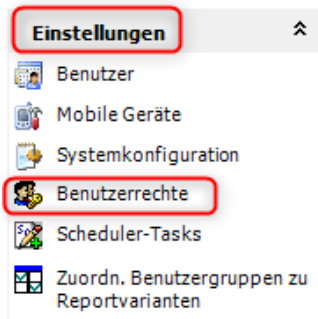 Einstellungen
Benutzer
Mobile Geräte
Systemkonfiguration
Benutzerrechte
Scheduler-Tasks
Zuordn. Benutzergruppen zu
Reportvarianten